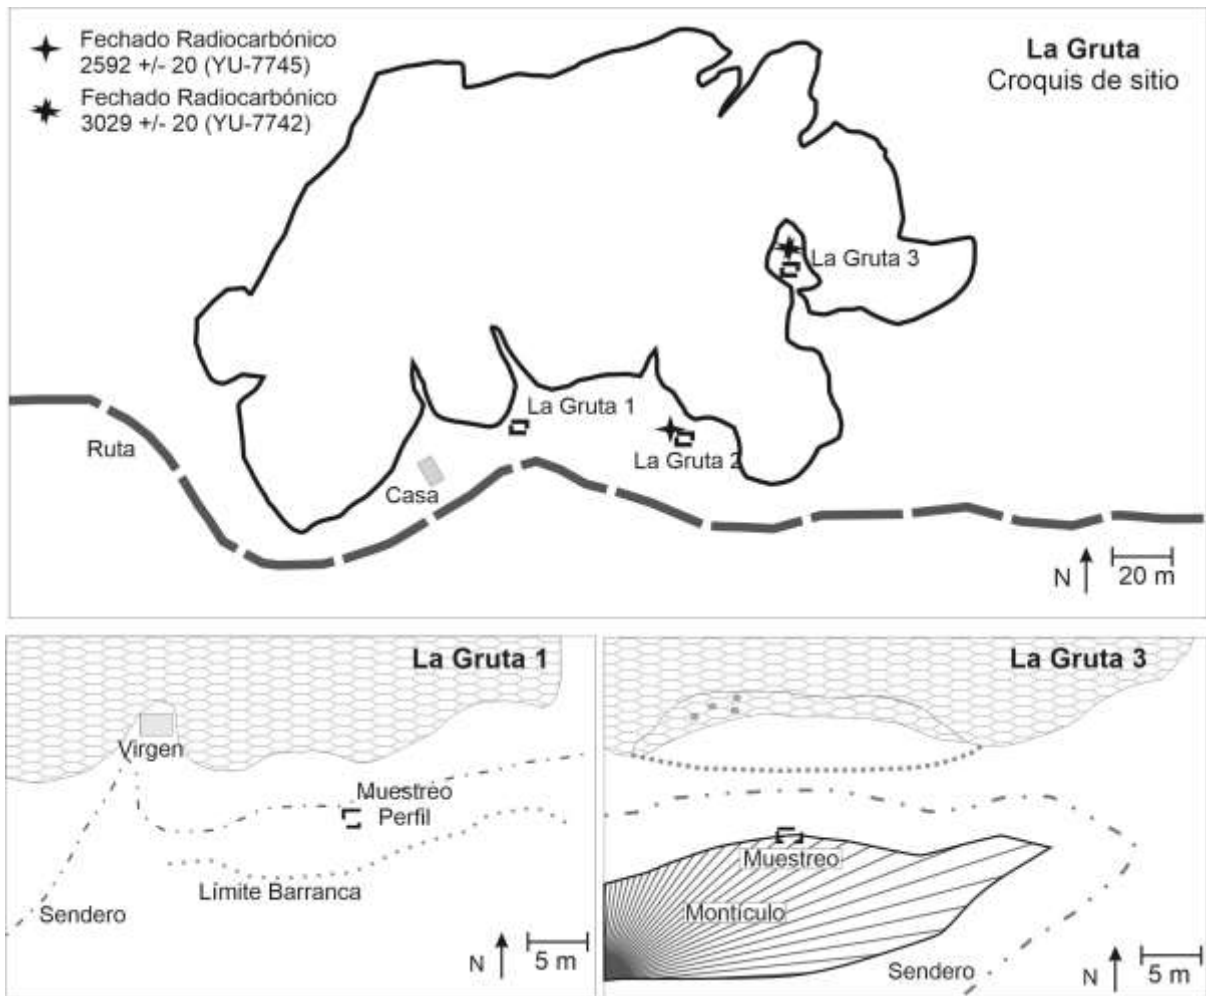 Fechado Radiocarbónico
2592 +/- 20 (YU-7745)
Fechado Radiocarbónico
3029 +/- 20 (YU-7742)
La Gruta
Croquis de sitio
La Gruta 3
La Gruta 1
La Gruta 2
Ruta
Casa
N
20 m
La Gruta 1
Virgen
Muestreo
Perfil
Límite Barranca
Sendero
N
5 m
La Gruta 3
Muestreo
Montículo
Sendero
N
5 m